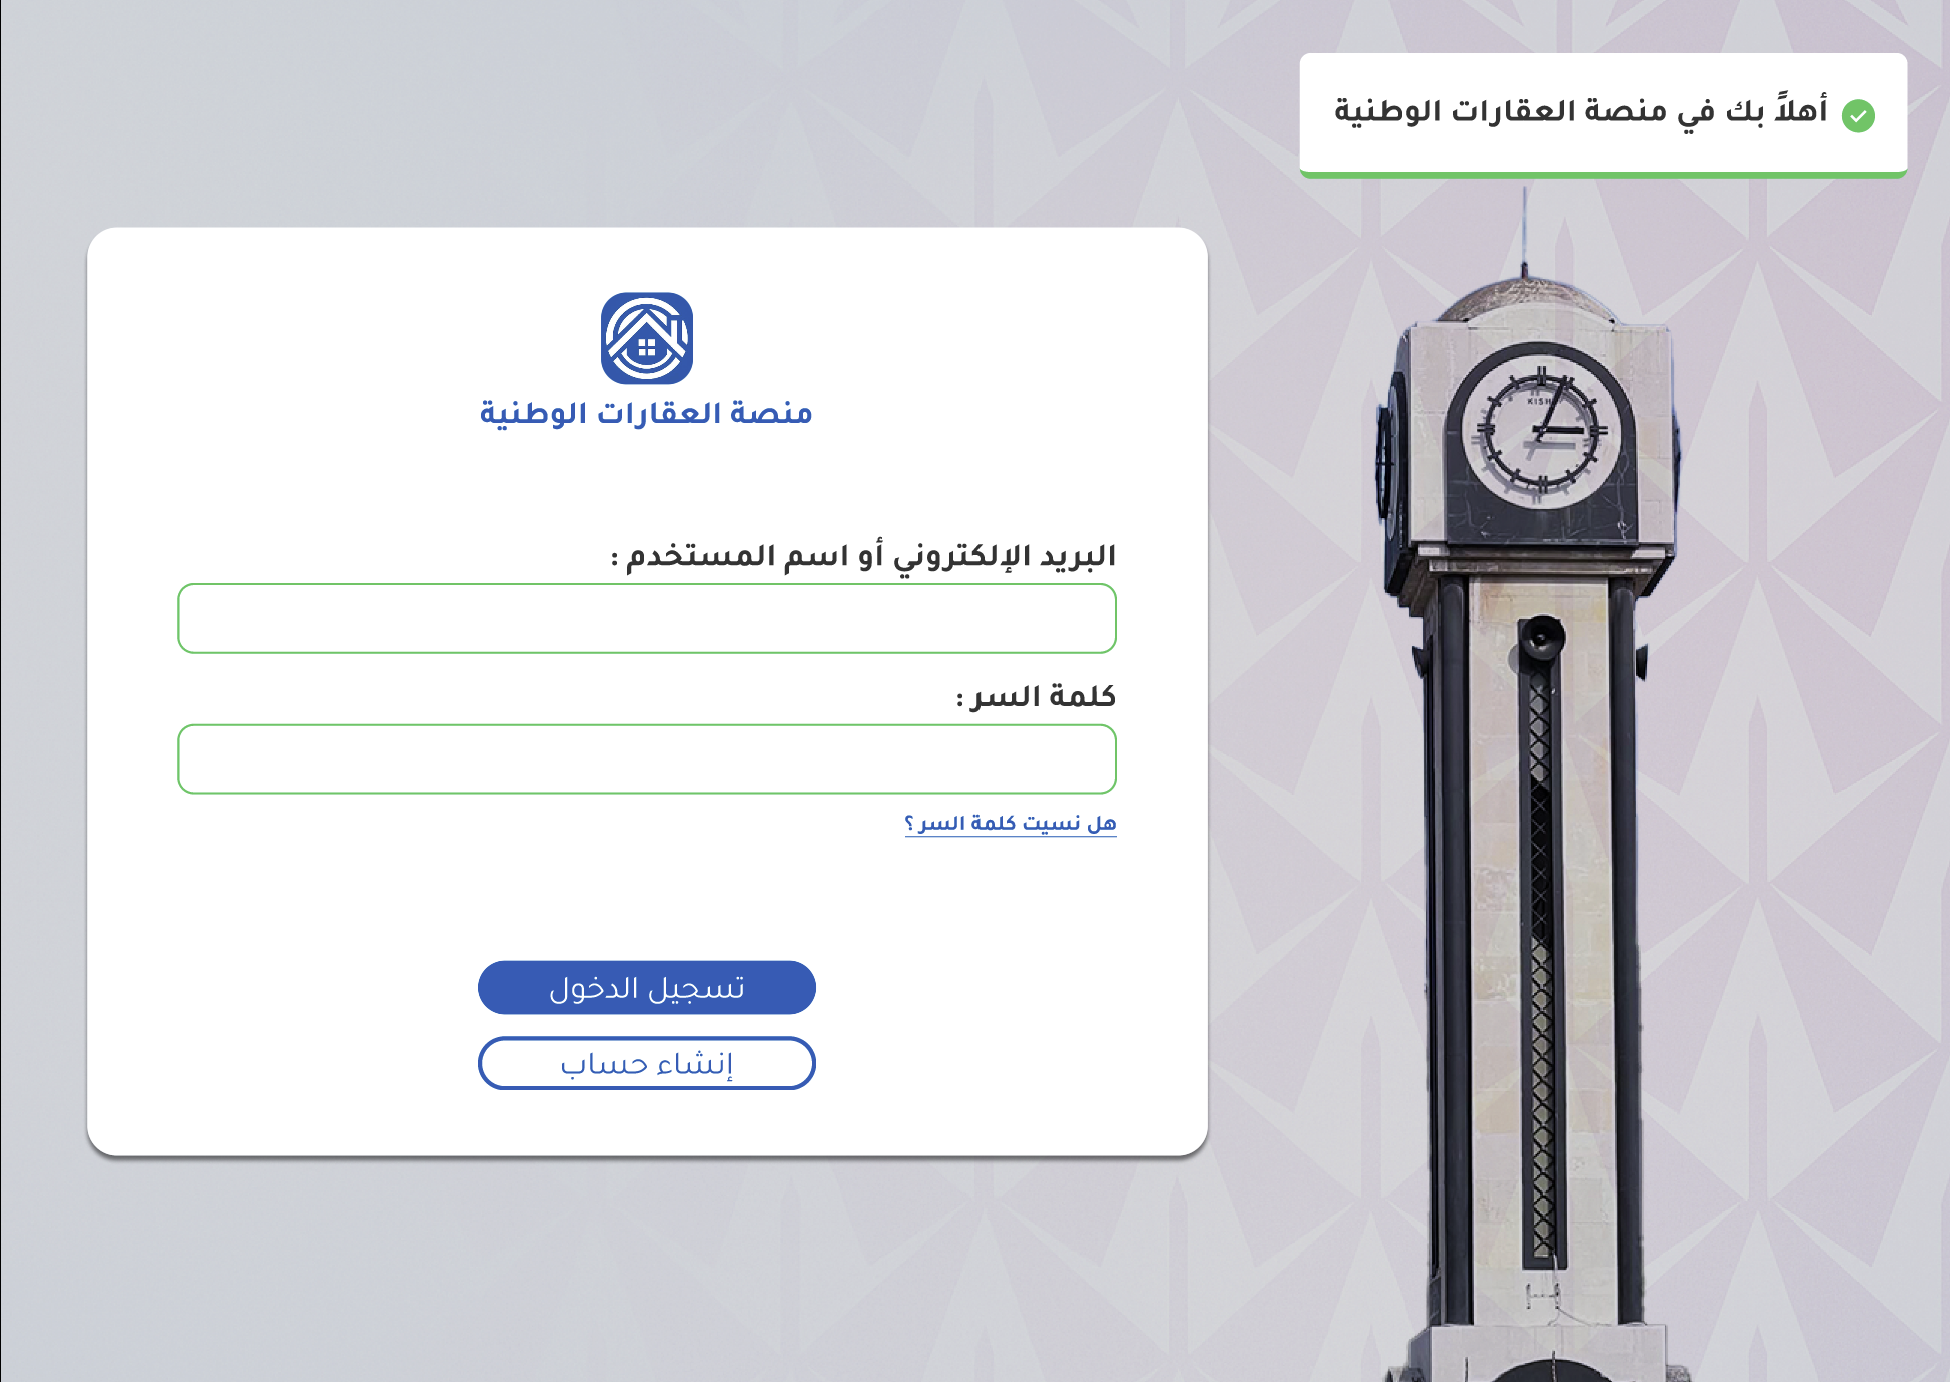 أهلاً بك في منصة العقارات الوطنية
منصة العقارات الوطنية
البريد الإلكتروني أو اسم المستخدم :
كلمة السر :
هل نسيت كلمة السر ؟
تسجيل الدخول
إنشاء حساب
KISH